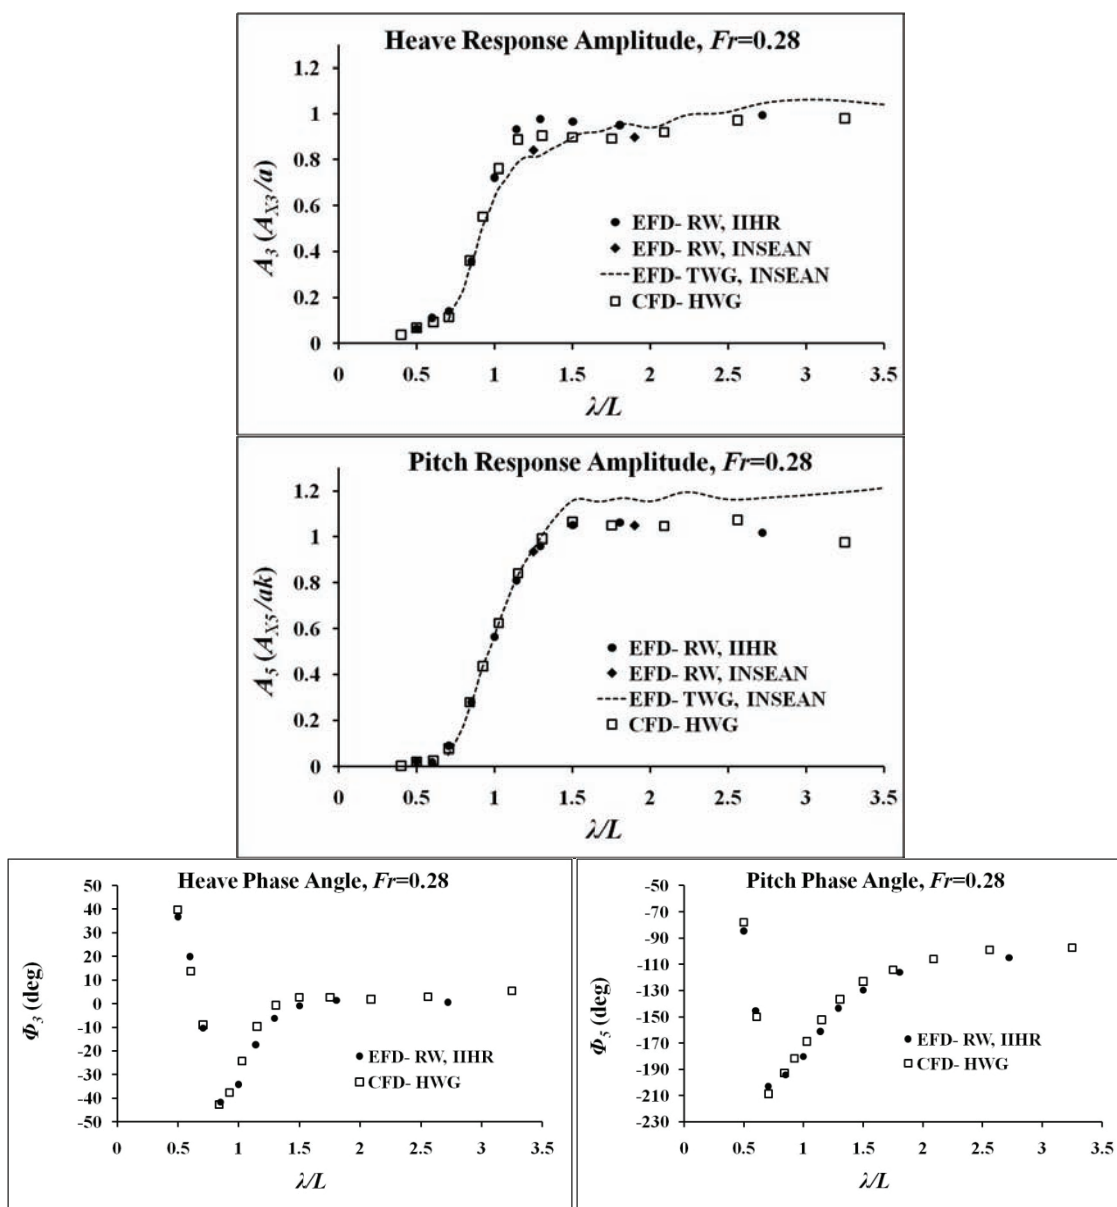 Heave Response Amplitude, Fr=0.28
1.2
1
0.8
0.6
0.4
0.2
0
A3 (AX3/a)
EFD- RW, IIHR
EFD- RW, INSEAN
EFD- TWG, INSEAN
CFD- HWG
0 0.5 1 1.5 2 2.5 3 3.5
λ/L
Pitch Response Amplitude, Fr=0.28
1.2
1
0.8
0.6
0.4
0.2
0
A5 (AX5/ak)
EFD- RW, IIHR
EFD- RW, INSEAN
EFD- TWG, INSEAN
CFD- HWG
0 0.5 1 1.5 2 2.5 3 3.5
λ/L
Heave Phase Angle, Fr=0.28
50
40
30
20
10
0
-10
-20
-30
-40
-50
Φ3 (deg)
EFD- RW, IIHR
CFD- HWG
0 0.5 1 1.5 2 2.5 3 3.5
λ/L
Pitch Phase Angle, Fr=0.28
-50
-70
-90
-110
-130
-150
-170
-190
-210
-230
Φ5 (deg)
EFD- RW, IIHR
CFD- HWG
0 0.5 1 1.5 2 2.5 3 3.5
λ/L